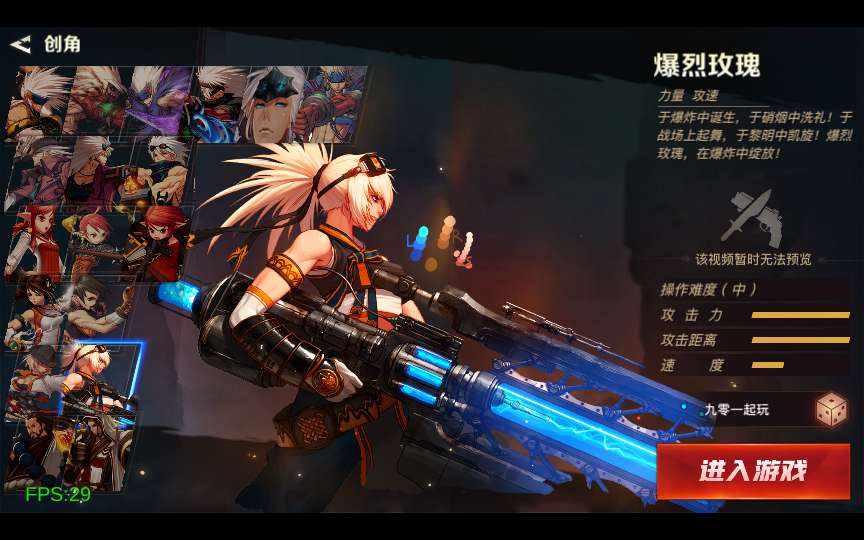 创角
爆烈玫瑰
力量 攻速
于爆炸中诞生，于硝烟中洗礼！于
战场上起舞，于黎明中凯旋！爆烈
玫瑰，在爆炸中绽放！
该视频暂时无法预览
操作难度（中）
攻击力
攻击距离
速度
九零一起玩
进入游戏
FPS:29